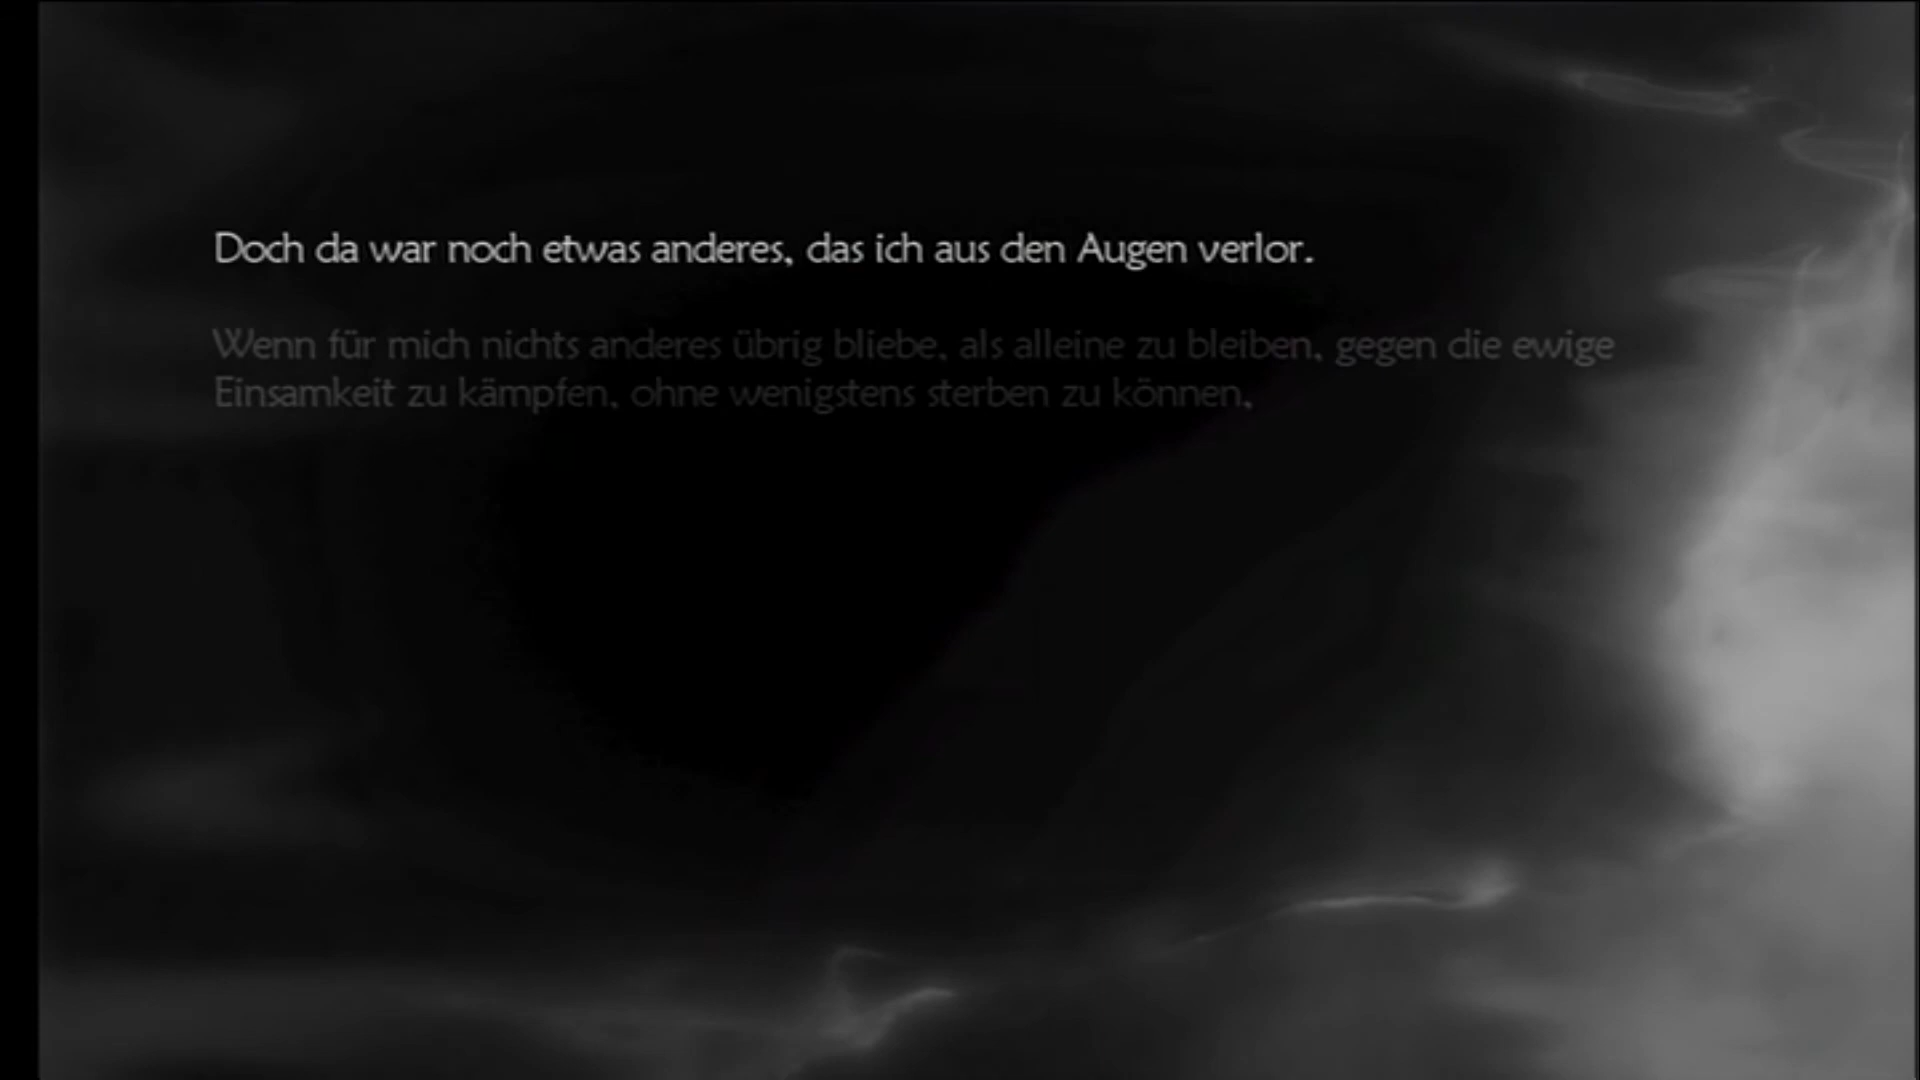 Doch da war noch etwas anderes, das ich aus den Augen verlor.
Wenn für mich nichts anderes übrig bliebe, als alleine zu bleiben, gegen die ewige
Einsamkeit zu kämpfen, ohne wenigstens sterben zu können,